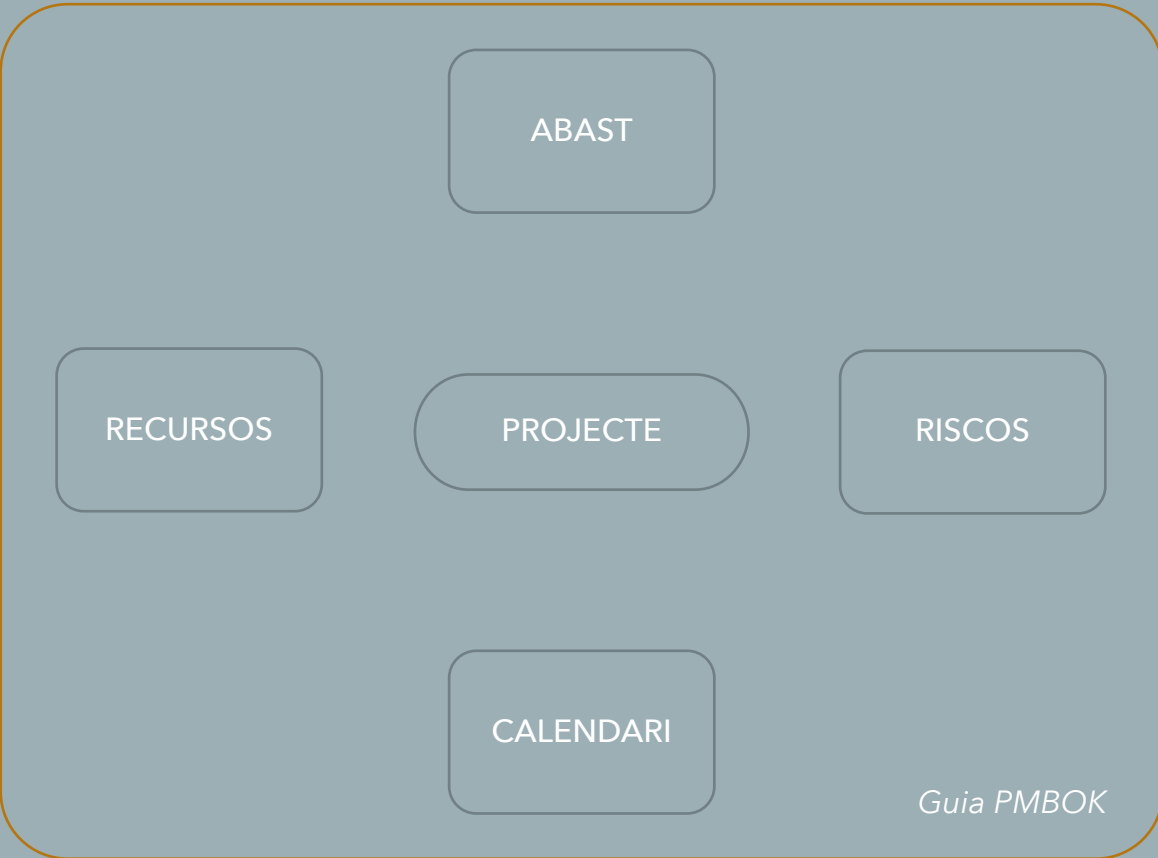 ABAST
RECURSOS
PROJECTE
RISCOS
CALENDARI
Guia PMBOK